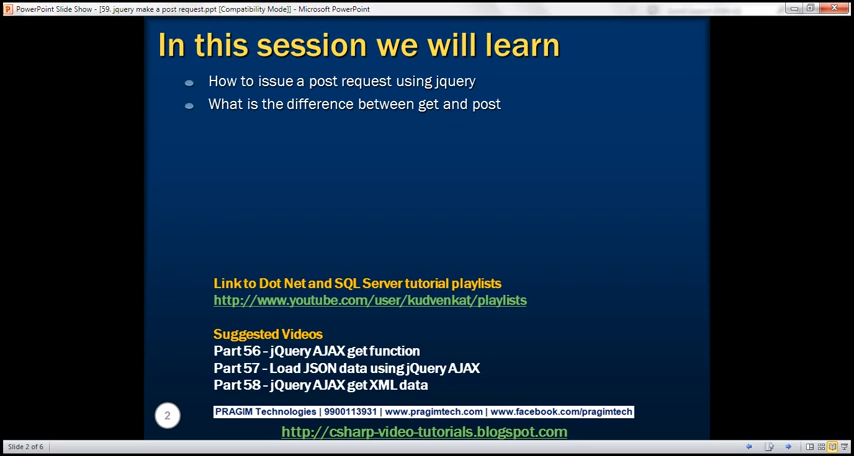 PowerPoint Slide Show - [59. jquery make a post request.ppt [Compatibility Mode]] - Microsoft PowerPoint
In this session we will learn
How to issue a post request using jquery
What is the difference between get and post
Link to Dot Net and SQL Server tutorial playlists
http://www.youtube.com/user/kudvenkat/playlists
Suggested Videos
Part 56 - jQuery AJAX get function
Part 57 - Load JSON data using jQuery AJAX
Part 58 - jQuery AJAX get XML data
2
PRAGIM Technologies | 9900113931 | www.pragimtech.com | www.facebook.com/pragimtech
http://csharp-video-tutorials.blogspot.com
Slide 2 of 6